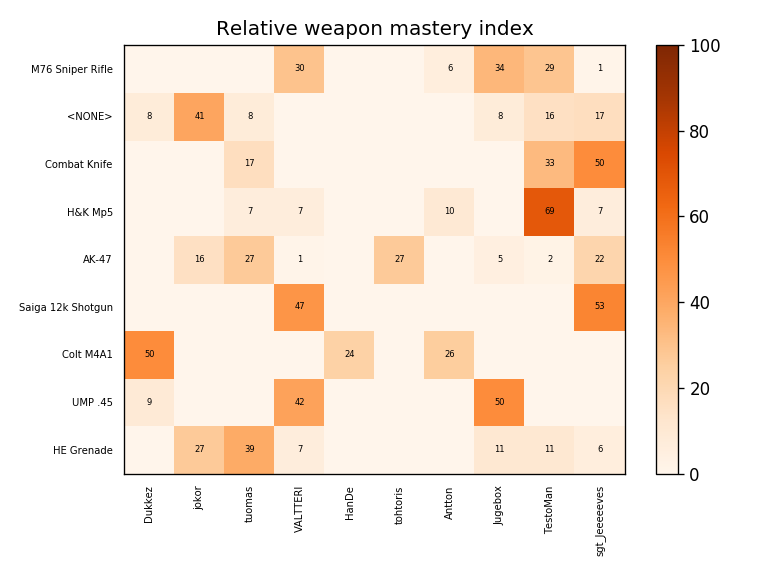 Relative weapon mastery index
M76 Sniper Rifle 30 6 34 29 1
<NONE> 8 41 8 8 16 17
Combat Knife 17 33 50
H&K Mp5 7 7 10 69 7
AK-47 16 27 1 27 5 2 22
Saiga 12k Shotgun 47 53
Colt M4A1 50 24 26
UMP .45 9 42 50
HE Grenade 27 39 7 11 11 6
Dukkez jokor tuomas VALTTERI HanDe tohtoris Antton Jugebox TestoMan sgt_Jeeeeeves
100
80
60
40
20
0